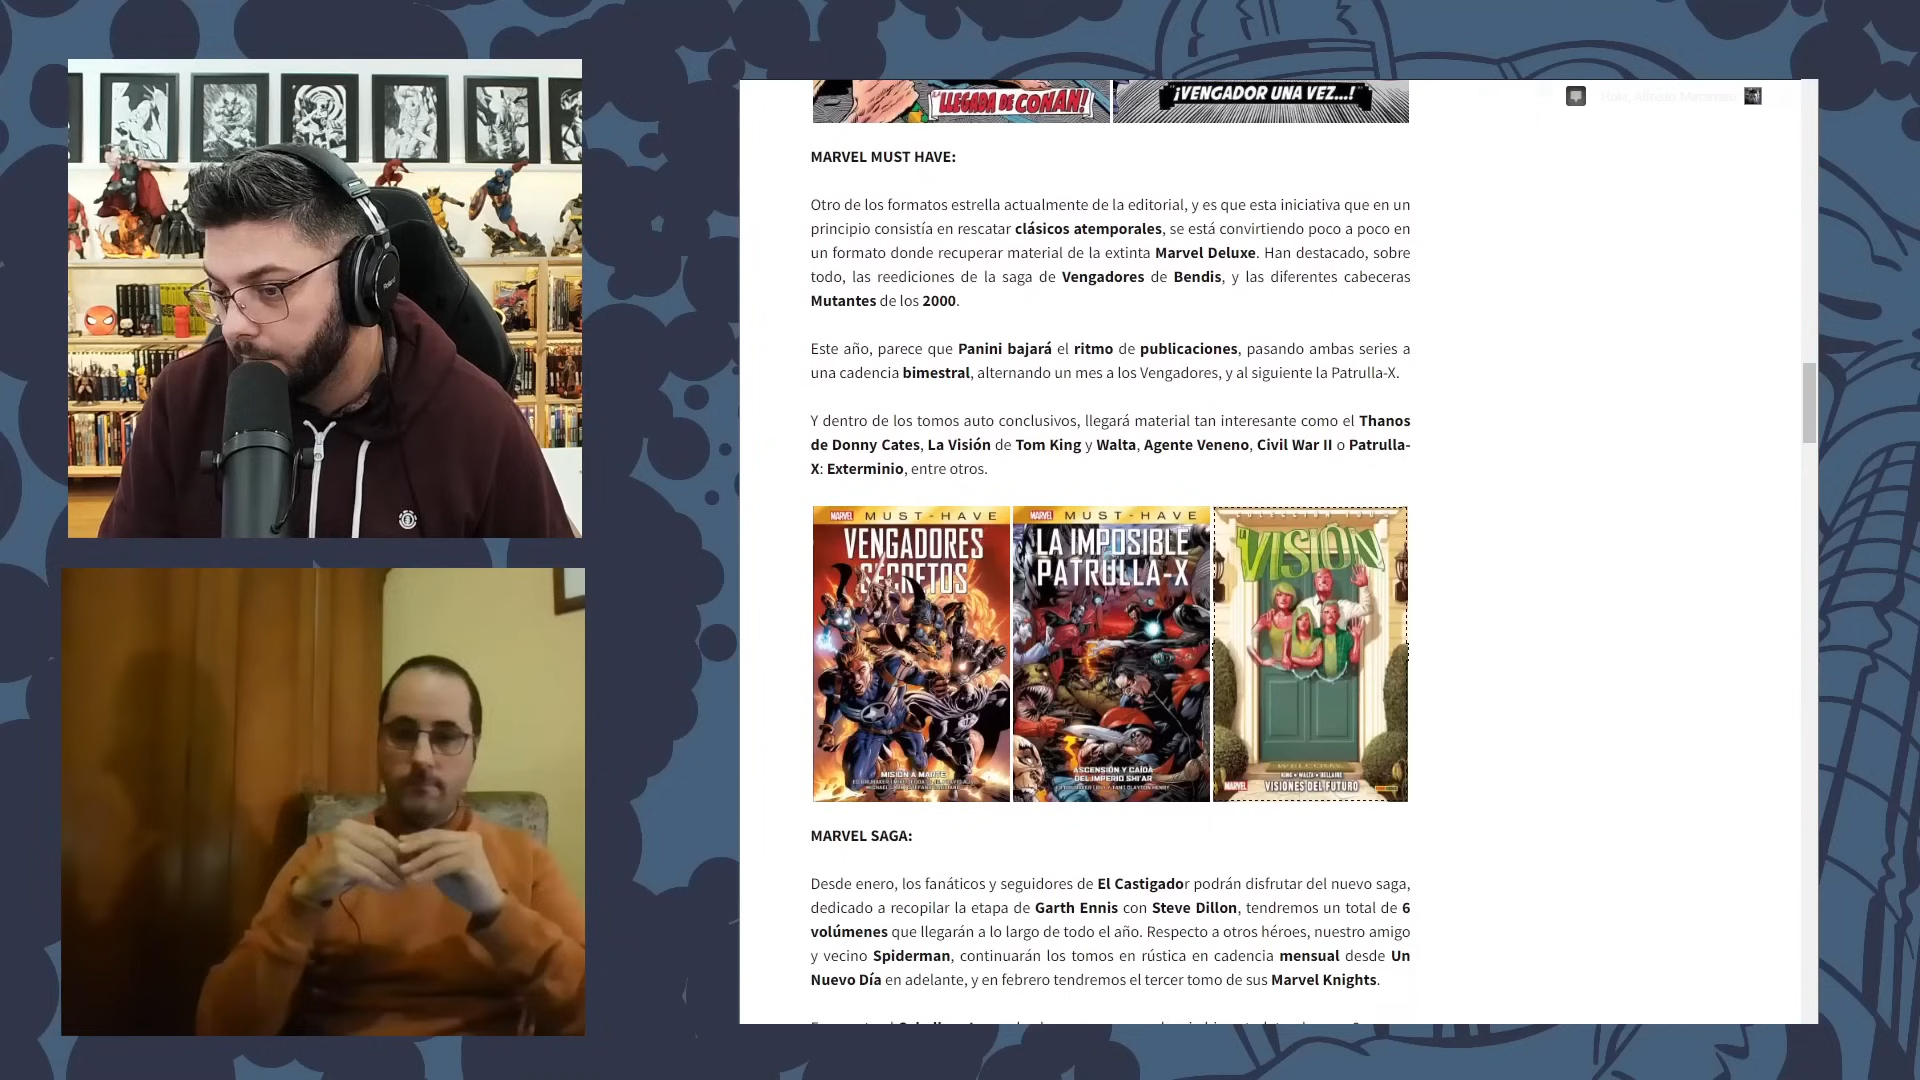 ¡LLEGADA DE CONAN!
¡VENGADOR UNA VEZ...!
MARVEL MUST HAVE:
Otro de los formatos estrella actualmente de la editorial, y es que esta iniciativa que en un
principio consistía en rescatar clásicos atemporales, se está convirtiendo poco a poco en
un formato donde recuperar material de la extinta Marvel Deluxe. Han destacado, sobre
todo, las reediciones de la saga de Vengadores de Bendis, y las diferentes cabeceras
Mutantes de los 2000.
Este año, parece que Panini bajará el ritmo de publicaciones, pasando ambas series a
una cadencia bimestral, alternando un mes a los Vengadores, y al siguiente la Patrulla-X.
Y dentro de los tomos auto conclusivos, llegará material tan interesante como el Thanos
de Donny Cates, La Visión de Tom King y Walta, Agente Veneno, Civil War II o Patrulla-
X: Exterminio, entre otros.
MARVEL MUST-HAVE
VENGADORES
SECRETOS
MISIÓN A MARTE
MARVEL MUST-HAVE
LA IMPOSIBLE
PATRULLA-X
ASCENSIÓN Y CAÍDA
DEL IMPERIO SHI'AR
LA VISIÓN
WELCOME
KING • WALTA • BELLAIRE
MARVEL
VISIONES DEL FUTURO
MARVEL SAGA:
Desde enero, los fanáticos y seguidores de El Castigador podrán disfrutar del nuevo saga,
dedicado a recopilar la etapa de Garth Ennis con Steve Dillon, tendremos un total de 6
volúmenes que llegarán a lo largo de todo el año. Respecto a otros héroes, nuestro amigo
y vecino Spiderman, continuarán los tomos en rústica en cadencia mensual desde Un
Nuevo Día en adelante, y en febrero tendremos el tercer tomo de sus Marvel Knights.
Roland
element